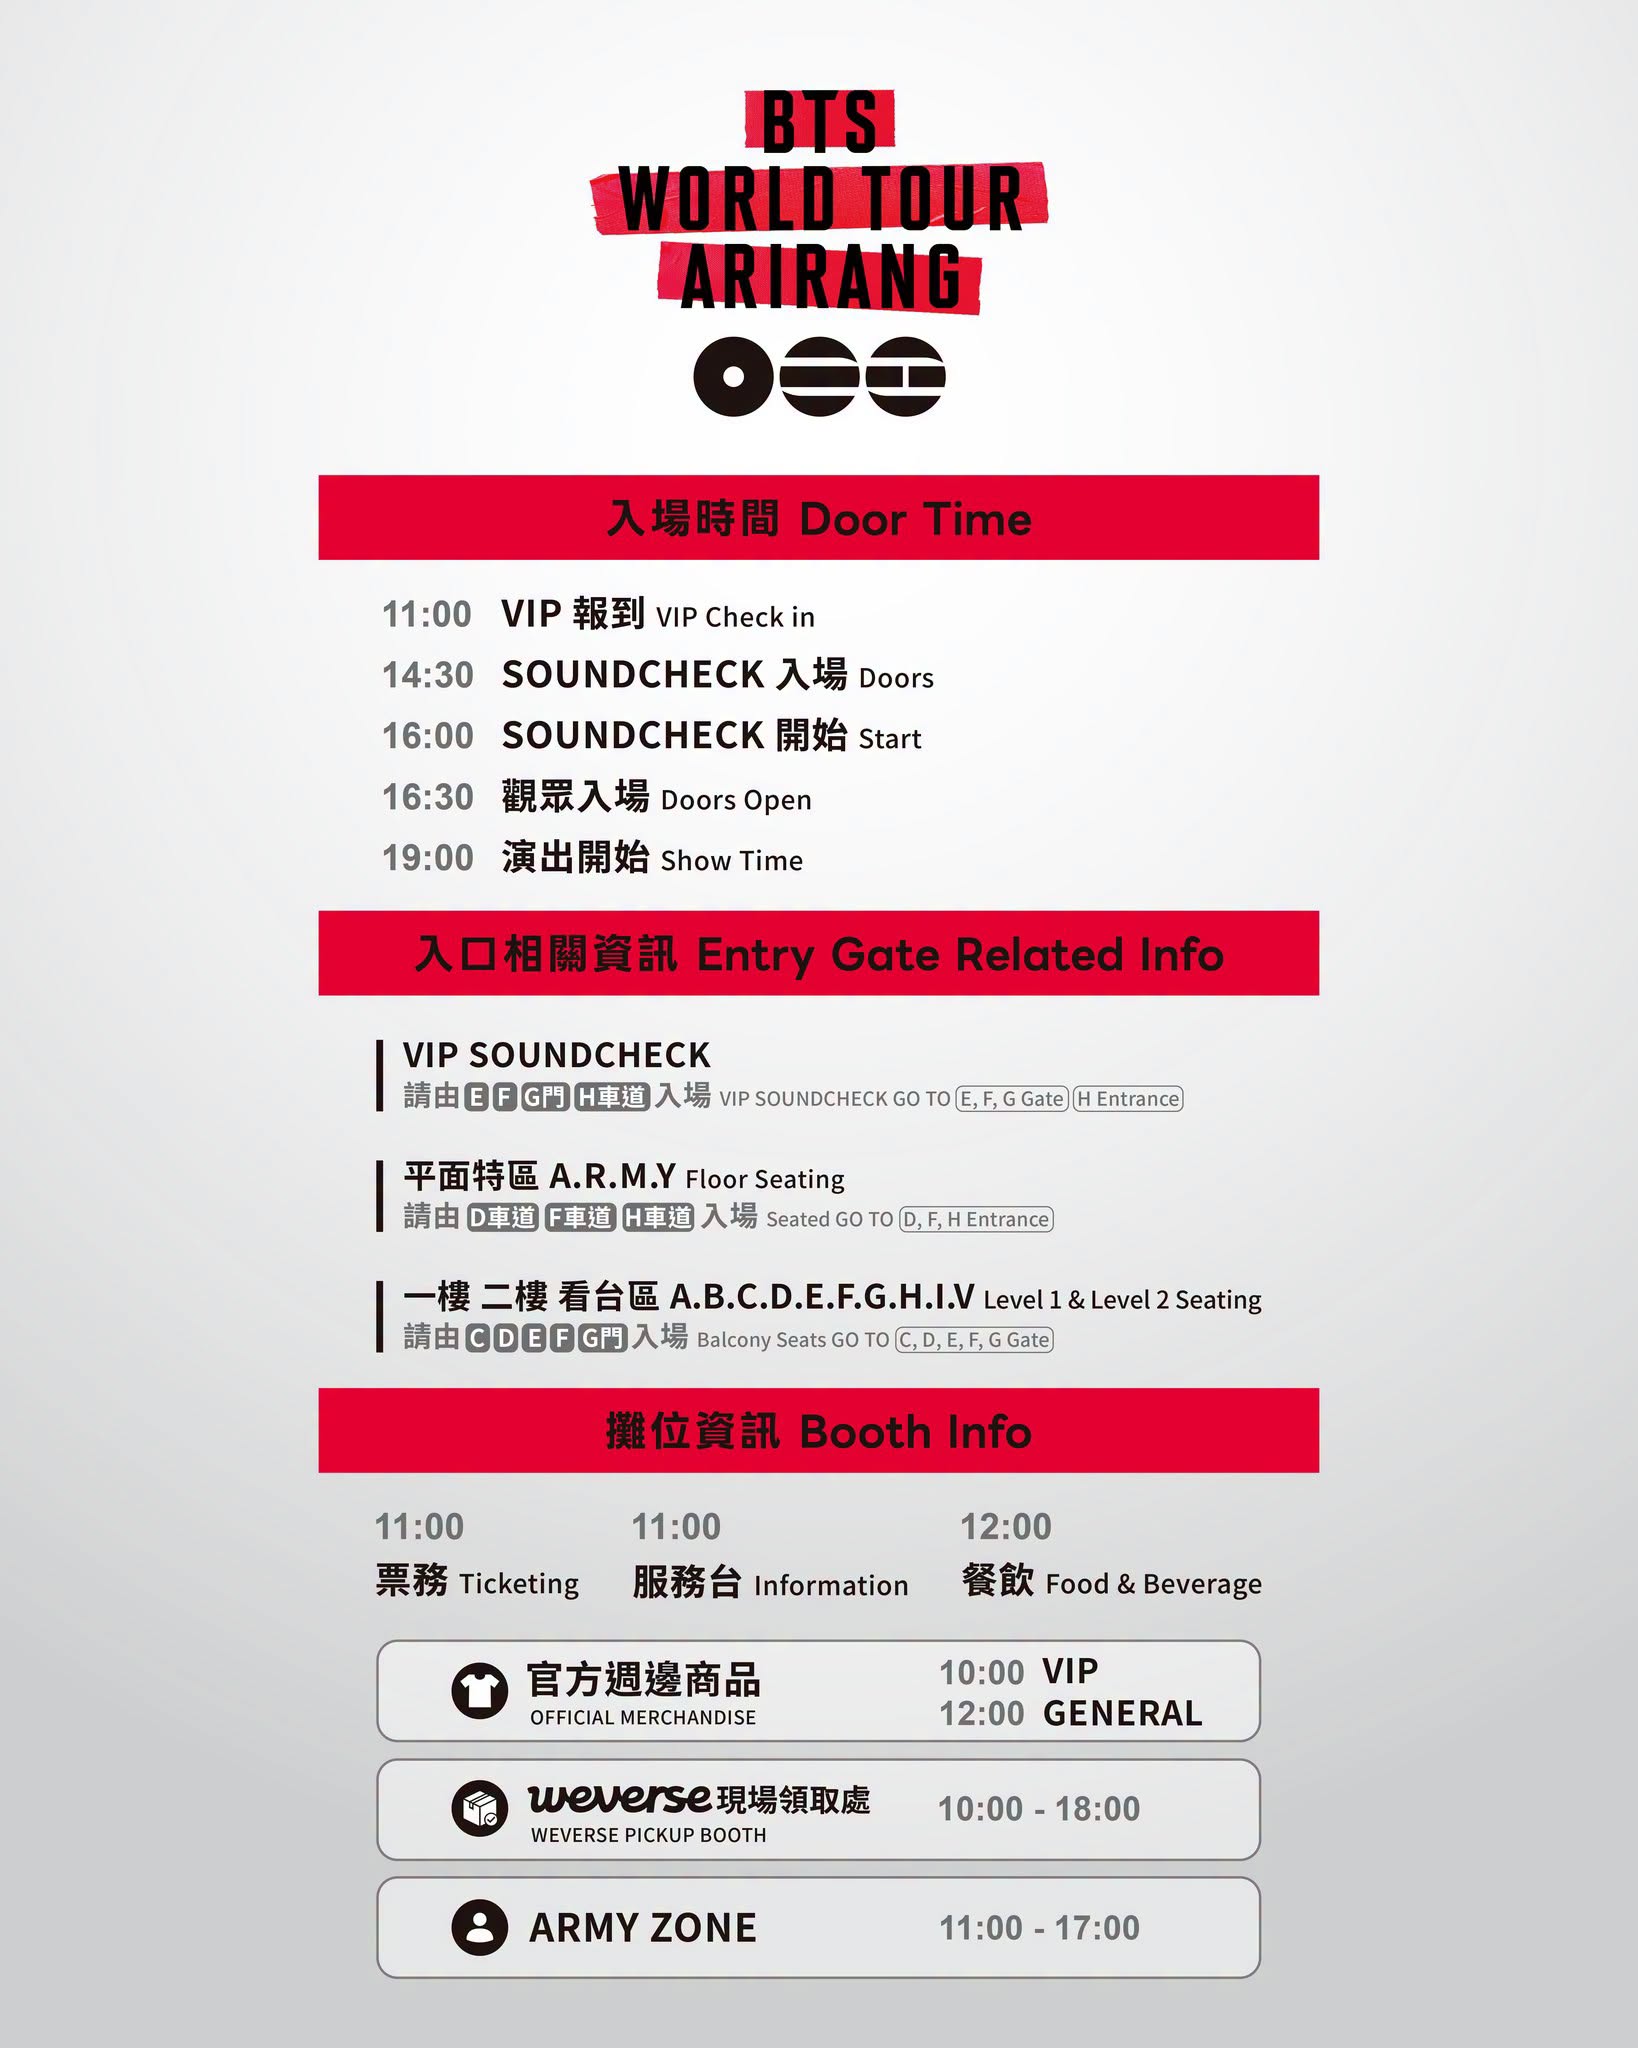 BTS
WORLD TOUR
ARIRANG
入場時間 Door Time
11:00 VIP 報到 VIP Check in
14:30 SOUNDCHECK 入場 Doors
16:00 SOUNDCHECK 開始 Start
16:30 觀眾入場 Doors Open
19:00 演出開始 Show Time
入口相關資訊 Entry Gate Related Info
VIP SOUNDCHECK
請由 E F G門 H車道 入場 VIP SOUNDCHECK GO TO E, F, G Gate H Entrance
平面特區 A.R.M.Y Floor Seating
請由 D車道 F車道 H車道 入場 Seated GO TO D, F, H Entrance
一樓 二樓 看台區 A.B.C.D.E.F.G.H.I.V Level 1 & Level 2 Seating
請由 C D E F G門 入場 Balcony Seats GO TO C, D, E, F, G Gate
攤位資訊 Booth Info
11:00 11:00 12:00
票務 Ticketing 服務台 Information 餐飲 Food & Beverage
官方週邊商品 10:00 VIP
OFFICIAL MERCHANDISE 12:00 GENERAL
weverse 現場領取處 10:00 - 18:00
WEVERSE PICKUP BOOTH
ARMY ZONE 11:00 - 17:00